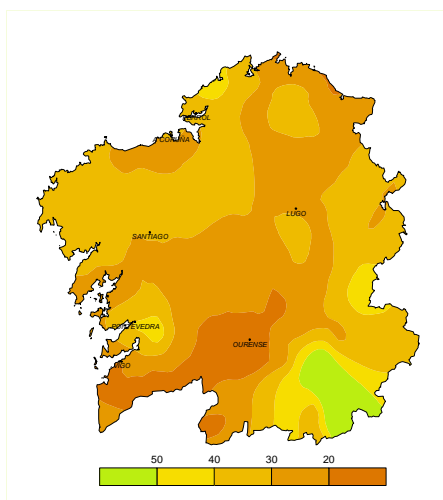 FERROL
A CORUÑA
LUGO
SANTIAGO
PONTEVEDRA
OURENSE
VIGO
50 40 30 20